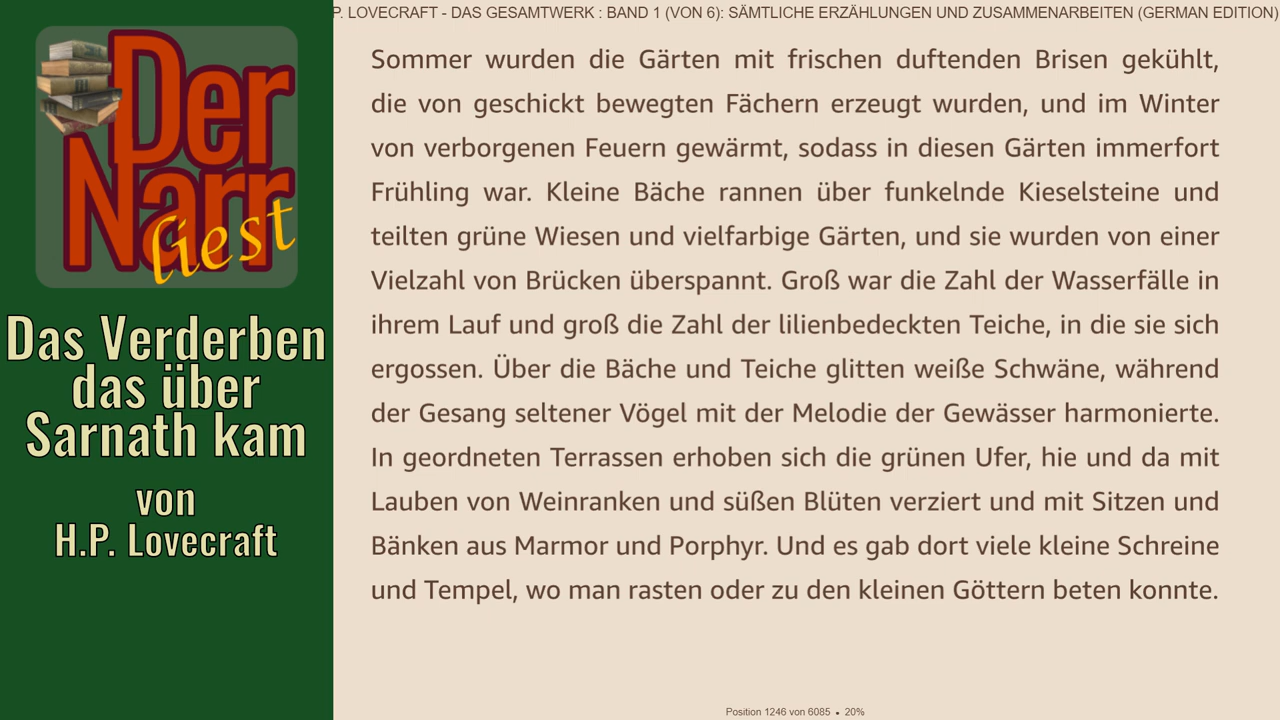 Der
Narr
liest
Das Verderben
das über
Sarnath kam
von
H.P. Lovecraft
P. LOVECRAFT - DAS GESAMTWERK : BAND 1 (VON 6): SÄMTLICHE ERZÄHLUNGEN UND ZUSAMMENARBEITEN (GERMAN EDITION)
Sommer wurden die Gärten mit frischen duftenden Brisen gekühlt,
die von geschickt bewegten Fächern erzeugt wurden, und im Winter
von verborgenen Feuern gewärmt, sodass in diesen Gärten immerfort
Frühling war. Kleine Bäche rannen über funkelnde Kieselsteine und
teilten grüne Wiesen und vielfarbige Gärten, und sie wurden von einer
Vielzahl von Brücken überspannt. Groß war die Zahl der Wasserfälle in
ihrem Lauf und groß die Zahl der lilienbedeckten Teiche, in die sie sich
ergossen. Über die Bäche und Teiche glitten weiße Schwäne, während
der Gesang seltener Vögel mit der Melodie der Gewässer harmonierte.
In geordneten Terrassen erhoben sich die grünen Ufer, hie und da mit
Lauben von Weinranken und süßen Blüten verziert und mit Sitzen und
Bänken aus Marmor und Porphyr. Und es gab dort viele kleine Schreine
und Tempel, wo man rasten oder zu den kleinen Göttern beten konnte.
Position 1246 von 6085 • 20%